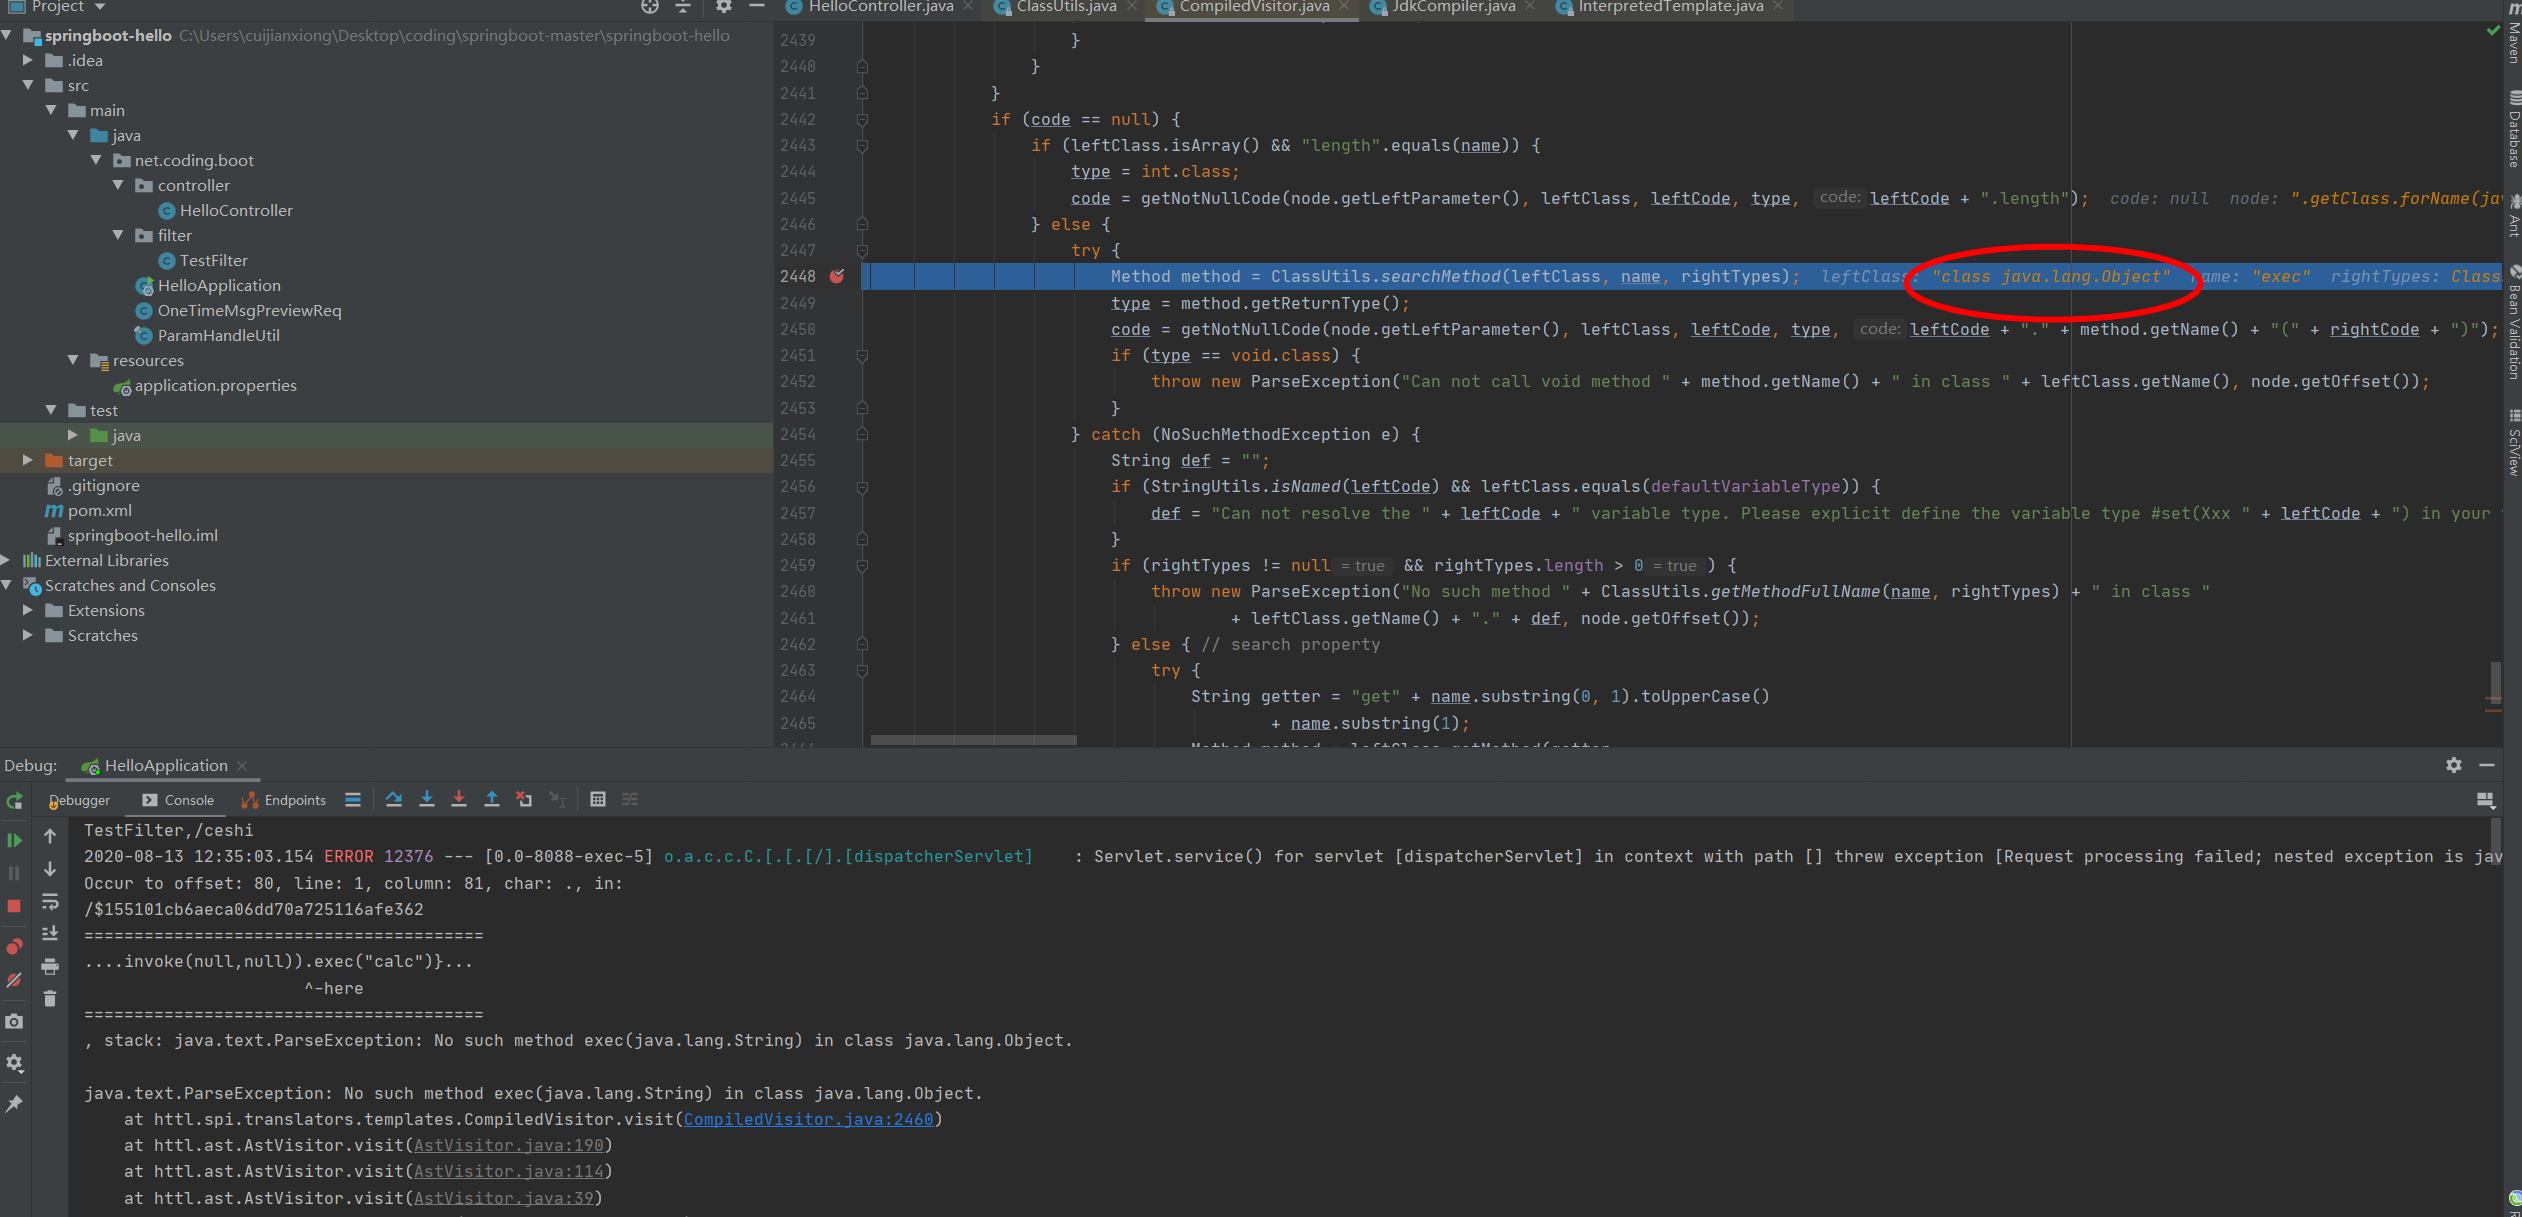 Project
springboot-hello C:\Users\cuijianxiong\Desktop\coding\springboot-master\springboot-hello
.idea
src
main
java
net.coding.boot
controller
HelloController
filter
TestFilter
HelloApplication
OneTimeMsgPreviewReq
ParamHandleUtil
resources
application.properties
test
java
target
.gitignore
pom.xml
springboot-hello.iml
External Libraries
Scratches and Consoles
Extensions
Scratches
HelloController.java ClassUtils.java CompiledVisitor.java JdkCompiler.java InterpretedTemplate.java
2439 }
2440 }
2441 }
2442 if (code == null) {
2443 if (leftClass.isArray() && "length".equals(name)) {
2444 type = int.class;
2445 code = getNotNullCode(node.getLeftParameter(), leftClass, leftCode, type, code: leftCode + ".length"); code: null node: ".getClass.forName(ja
2446 } else {
2447 try {
2448 Method method = ClassUtils.searchMethod(leftClass, name, rightTypes); leftClass: "class java.lang.Object" name: "exec" rightTypes: Class
2449 type = method.getReturnType();
2450 code = getNotNullCode(node.getLeftParameter(), leftClass, leftCode, type, code: leftCode + "." + method.getName() + "(" + rightCode + ")");
2451 if (type == void.class) {
2452 throw new ParseException("Can not call void method " + method.getName() + " in class " + leftClass.getName(), node.getOffset());
2453 }
2454 } catch (NoSuchMethodException e) {
2455 String def = "";
2456 if (StringUtils.isNamed(leftCode) && leftClass.equals(defaultVariableType)) {
2457 def = "Can not resolve the " + leftCode + " variable type. Please explicit define the variable type #set(Xxx " + leftCode + ") in your
2458 }
2459 if (rightTypes != null = true && rightTypes.length > 0 = true ) {
2460 throw new ParseException("No such method " + ClassUtils.getMethodFullName(name, rightTypes) + " in class "
2461 + leftClass.getName() + "." + def, node.getOffset());
2462 } else { // search property
2463 try {
2464 String getter = "get" + name.substring(0, 1).toUpperCase()
2465 + name.substring(1);
Maven
Database
Ant
Bean Validation
SciView
Debug: HelloApplication
Debugger Console Endpoints
TestFilter,/ceshi
2020-08-13 12:35:03.154 ERROR 12376 --- [0.0-8088-exec-5] o.a.c.c.C.[.[.[/].[dispatcherServlet] : Servlet.service() for servlet [dispatcherServlet] in context with path [] threw exception [Request processing failed; nested exception is jav
Occur to offset: 80, line: 1, column: 81, char: ., in:
/$155101cb6aeca06dd70a725116afe362
========================================
....invoke(null,null)).exec("calc")}...
^-here
========================================
, stack: java.text.ParseException: No such method exec(java.lang.String) in class java.lang.Object.
java.text.ParseException: No such method exec(java.lang.String) in class java.lang.Object.
at httl.spi.translators.templates.CompiledVisitor.visit(CompiledVisitor.java:2460)
at httl.ast.AstVisitor.visit(AstVisitor.java:190)
at httl.ast.AstVisitor.visit(AstVisitor.java:114)
at httl.ast.AstVisitor.visit(AstVisitor.java:39)